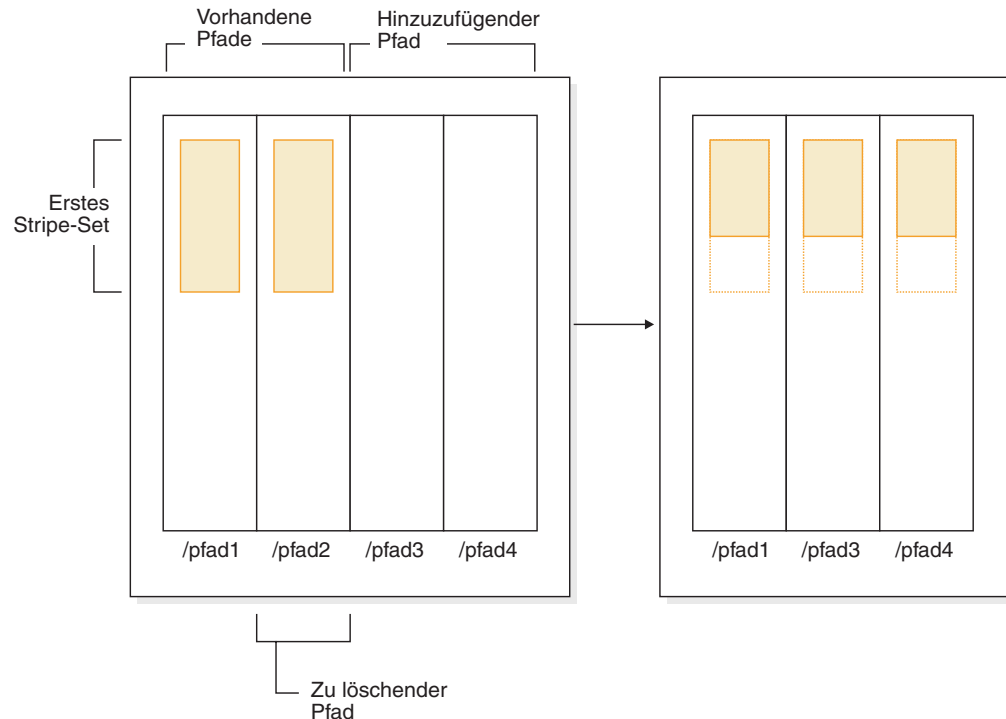 Vorhandene
Pfade
Hinzuzufügender
Pfad
Erstes
Stripe-Set
/pfad1
/pfad2
/pfad3
/pfad4
/pfad1
/pfad3
/pfad4
Zu löschender
Pfad